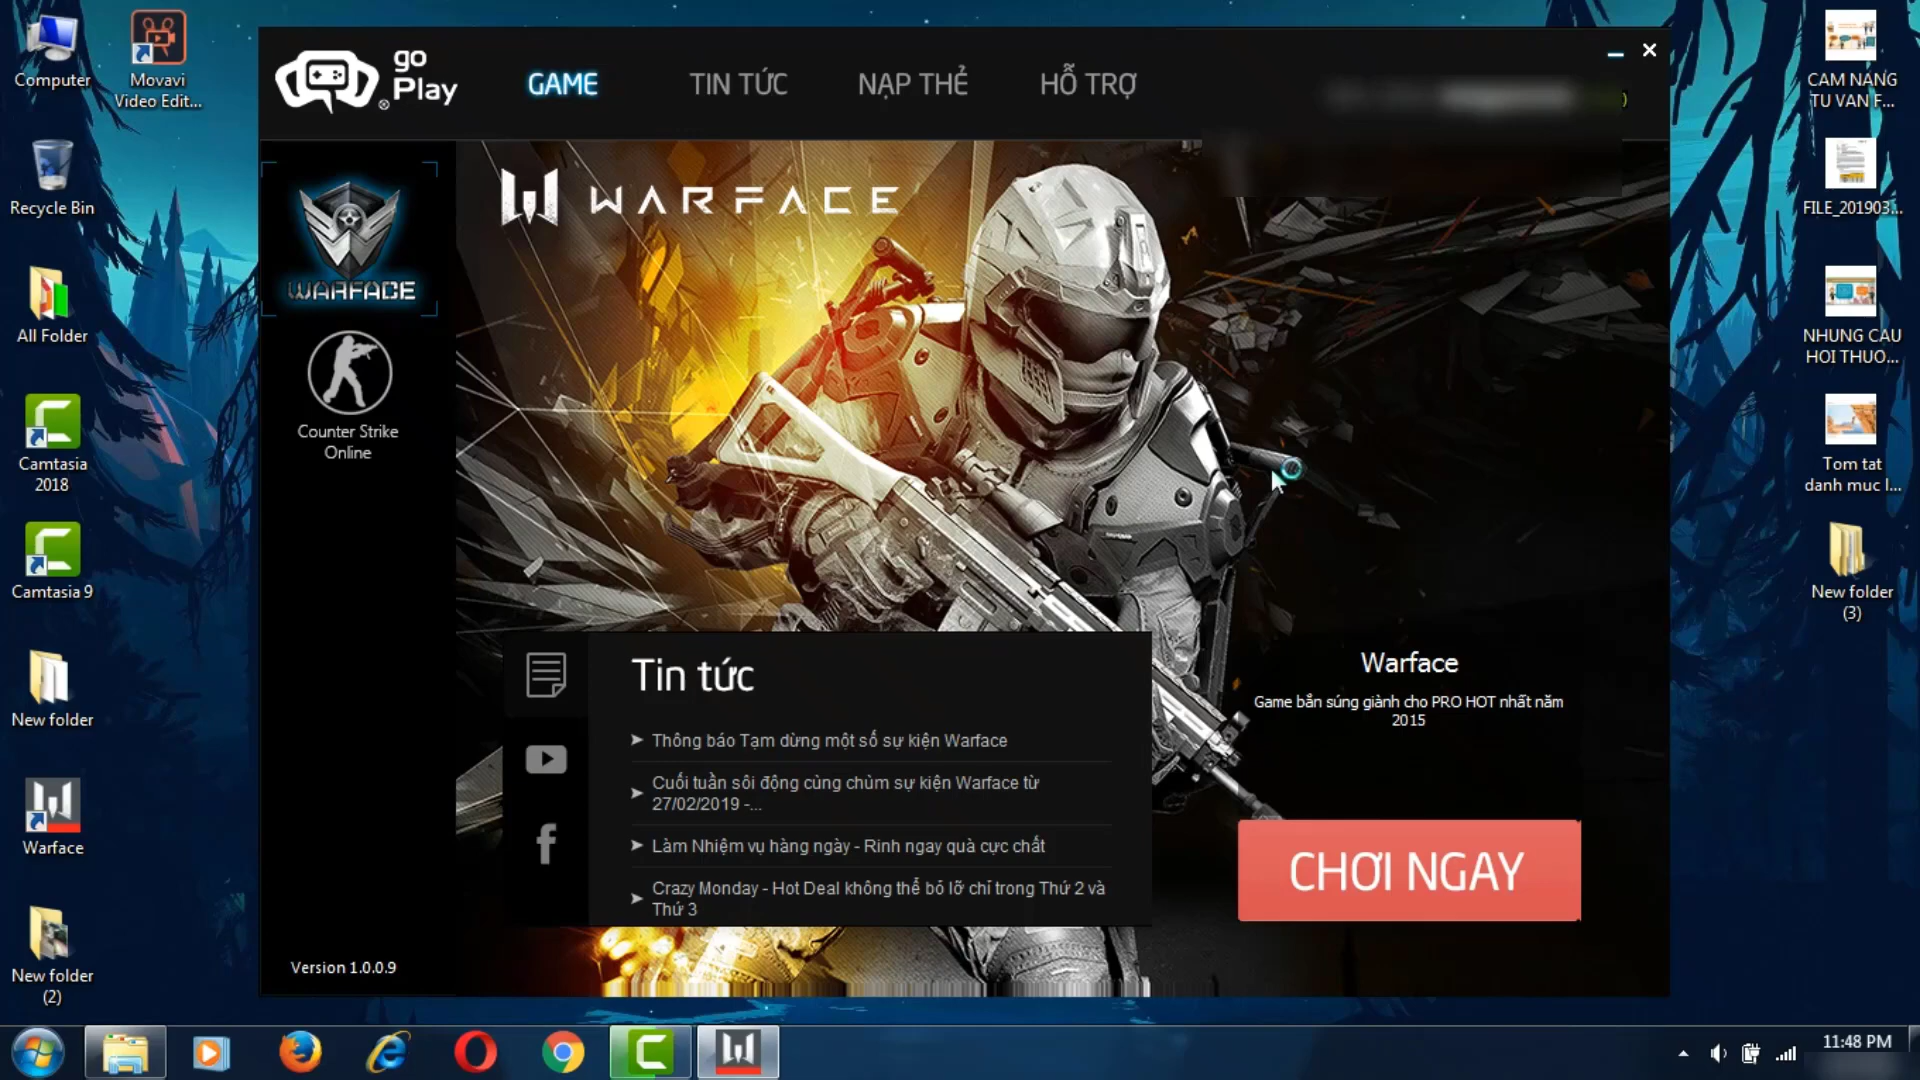 Computer
Movavi
Video Edit...
Recycle Bin
All Folder
Camtasia
2018
Camtasia 9
New folder
Warface
New folder
(2)
go
Play
GAME
TIN TỨC
NẠP THẺ
HỖ TRỢ
WARFACE
Counter Strike
Online
Version 1.0.0.9
WARFACE
Tin tức
Thông báo Tạm dừng một số sự kiện Warface
Cuối tuần sôi động cùng chùm sự kiện Warface từ
27/02/2019 -...
Làm Nhiệm vụ hàng ngày - Rinh ngay quà cực chất
Crazy Monday - Hot Deal không thể bỏ lỡ chỉ trong Thứ 2 và
Thứ 3
Warface
Game bắn súng giành cho PRO HOT nhất năm
2015
CHƠI NGAY
CAM NANG
TU VAN F...
FILE_201903...
NHUNG CAU
HOI THUO...
Tom tat
danh muc l...
New folder
(3)
11:48 PM